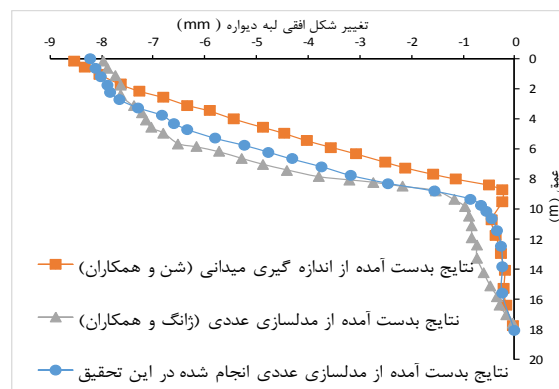 تغییر شکل افقی لبه دیواره ( mm)
-9 -8 -7 -6 -5 -4 -3 -2 -1 0
0
2
4
6
8
10
12
14
16
18
20
عمق (m)
نتایج بدست آمده از اندازه گیری میدانی (شن و همکاران)
نتایج بدست آمده از مدلسازی عددی (ژانگ و همکاران)
نتایج بدست آمده از مدلسازی عددی انجام شده در این تحقیق